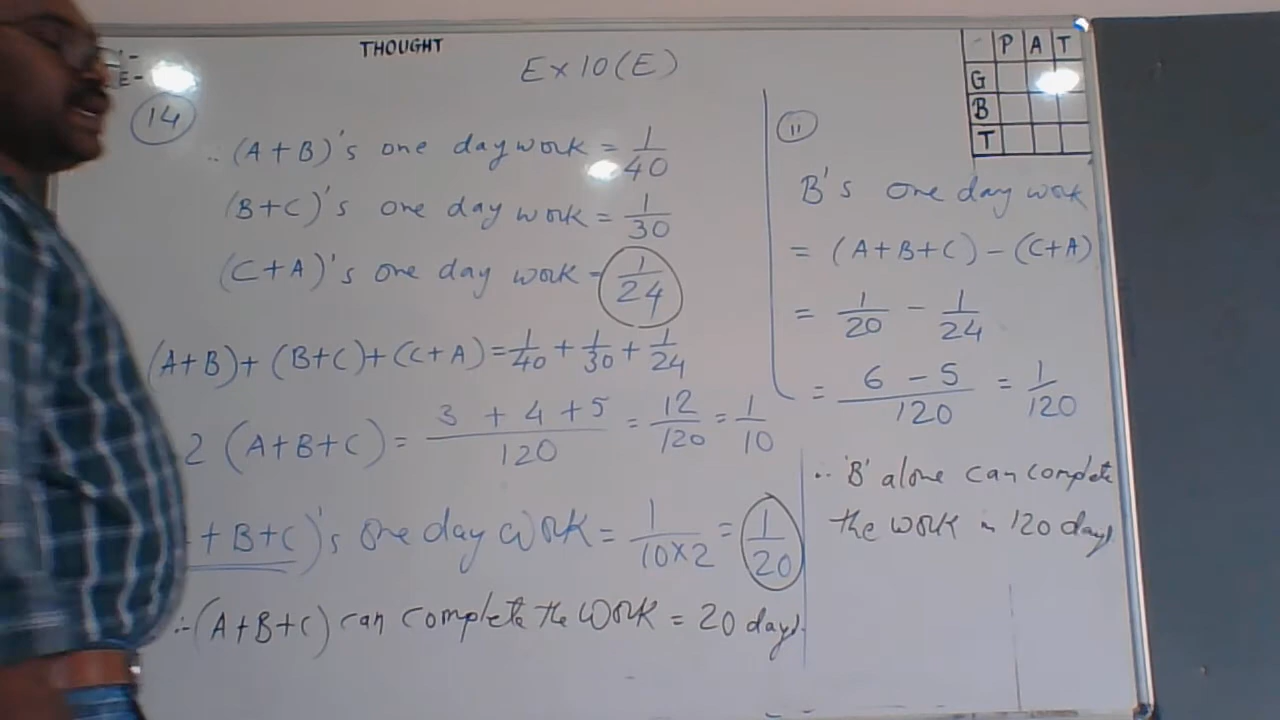 THOUGHT
E-
Ex 10(E)
P A T
G
B
T
14
∴ (A+B)'s one day work = 1/40
(B+C)'s one day work = 1/30
(C+A)'s one day work = 1/24
(A+B)+(B+C)+(C+A)= 1/40 + 1/30 + 1/24
2 (A+B+C) = 3 + 4 + 5 / 120 = 12/120 = 1/10
+B+C)'s one day work = 1/10×2 = 1/20
∴ (A+B+C) can complete the work = 20 days.
11
B's one day work
= (A+B+C) - (C+A)
= 1/20 - 1/24
= 6 - 5 / 120 = 1/120
∴ 'B' alone can complete
the work in 120 days